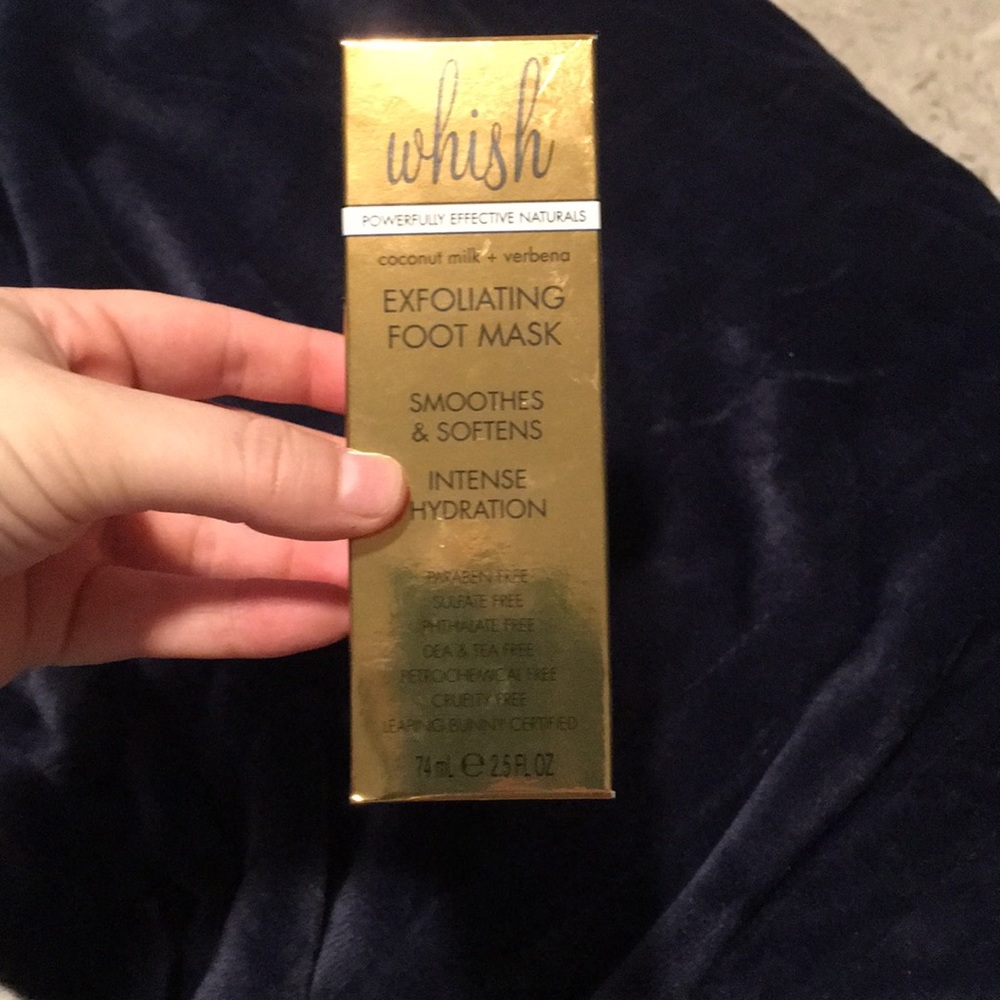 whish
POWERFULLY EFFECTIVE NATURALS
coconut milk + verbena
EXFOLIATING
FOOT MASK
SMOOTHES
& SOFTENS
INTENSE
HYDRATION
PARABEN FREE
SULFATE FREE
PHTHALATE FREE
DEA & TEA FREE
PETROCHEMICAL FREE
CRUELTY FREE
LEAPING BUNNY CERTIFIED
74 mL ℮ 2.5 FL OZ